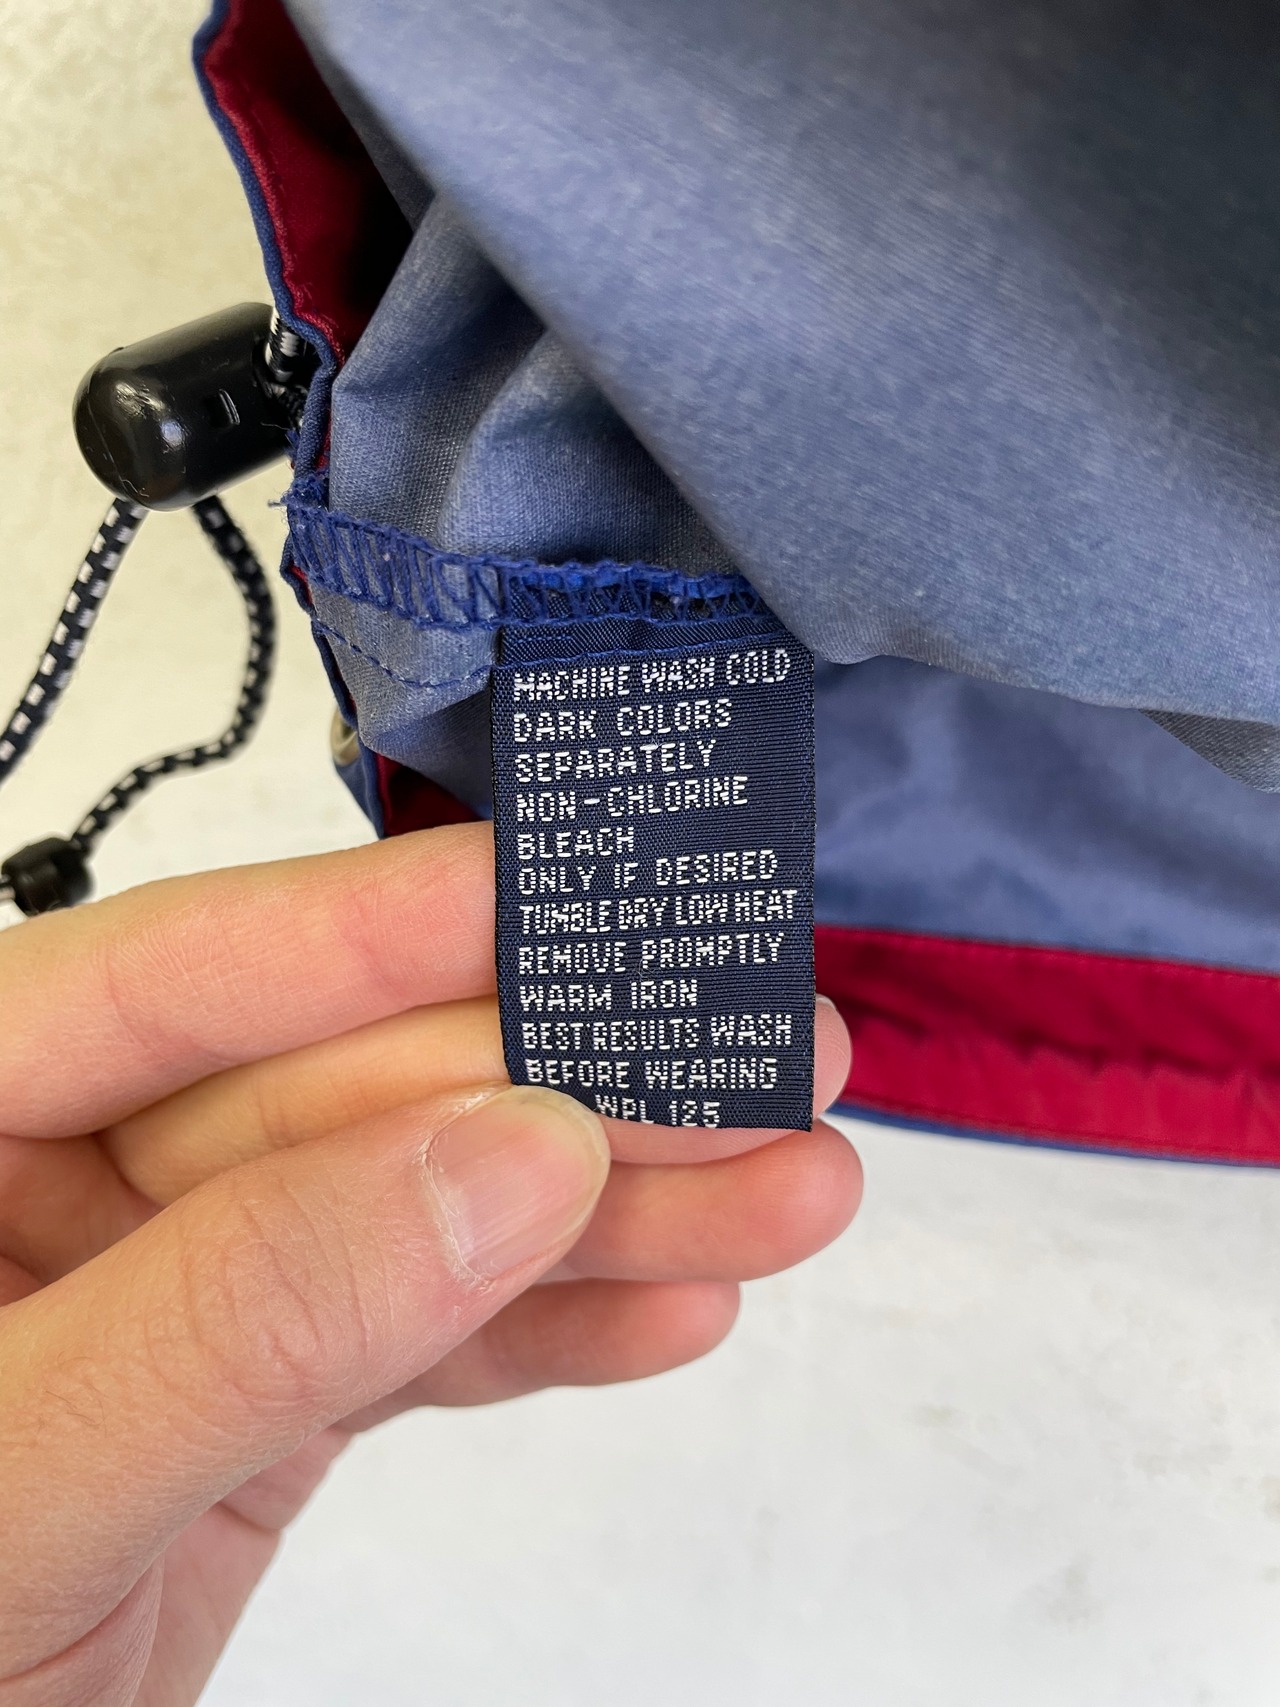 MACHINE WASH COLD
DARK COLORS
SEPARATELY
NON-CHLORINE
BLEACH
ONLY IF DESIRED
TUMBLE DRY LOW HEAT
REMOVE PROMPTLY
WARM IRON
BEST RESULTS WASH
BEFORE WEARING
WPL 125